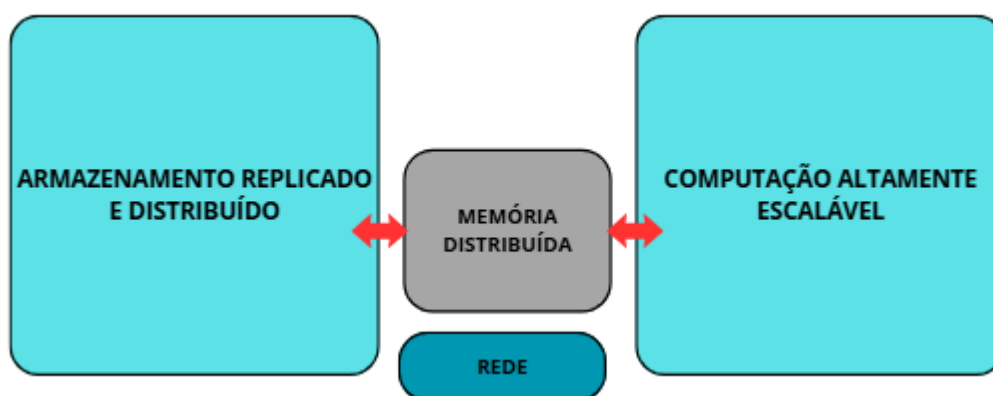 ARMAZENAMENTO REPLICADO
E DISTRIBUÍDO
MEMÓRIA
DISTRIBUÍDA
COMPUTAÇÃO ALTAMENTE
ESCALÁVEL
REDE